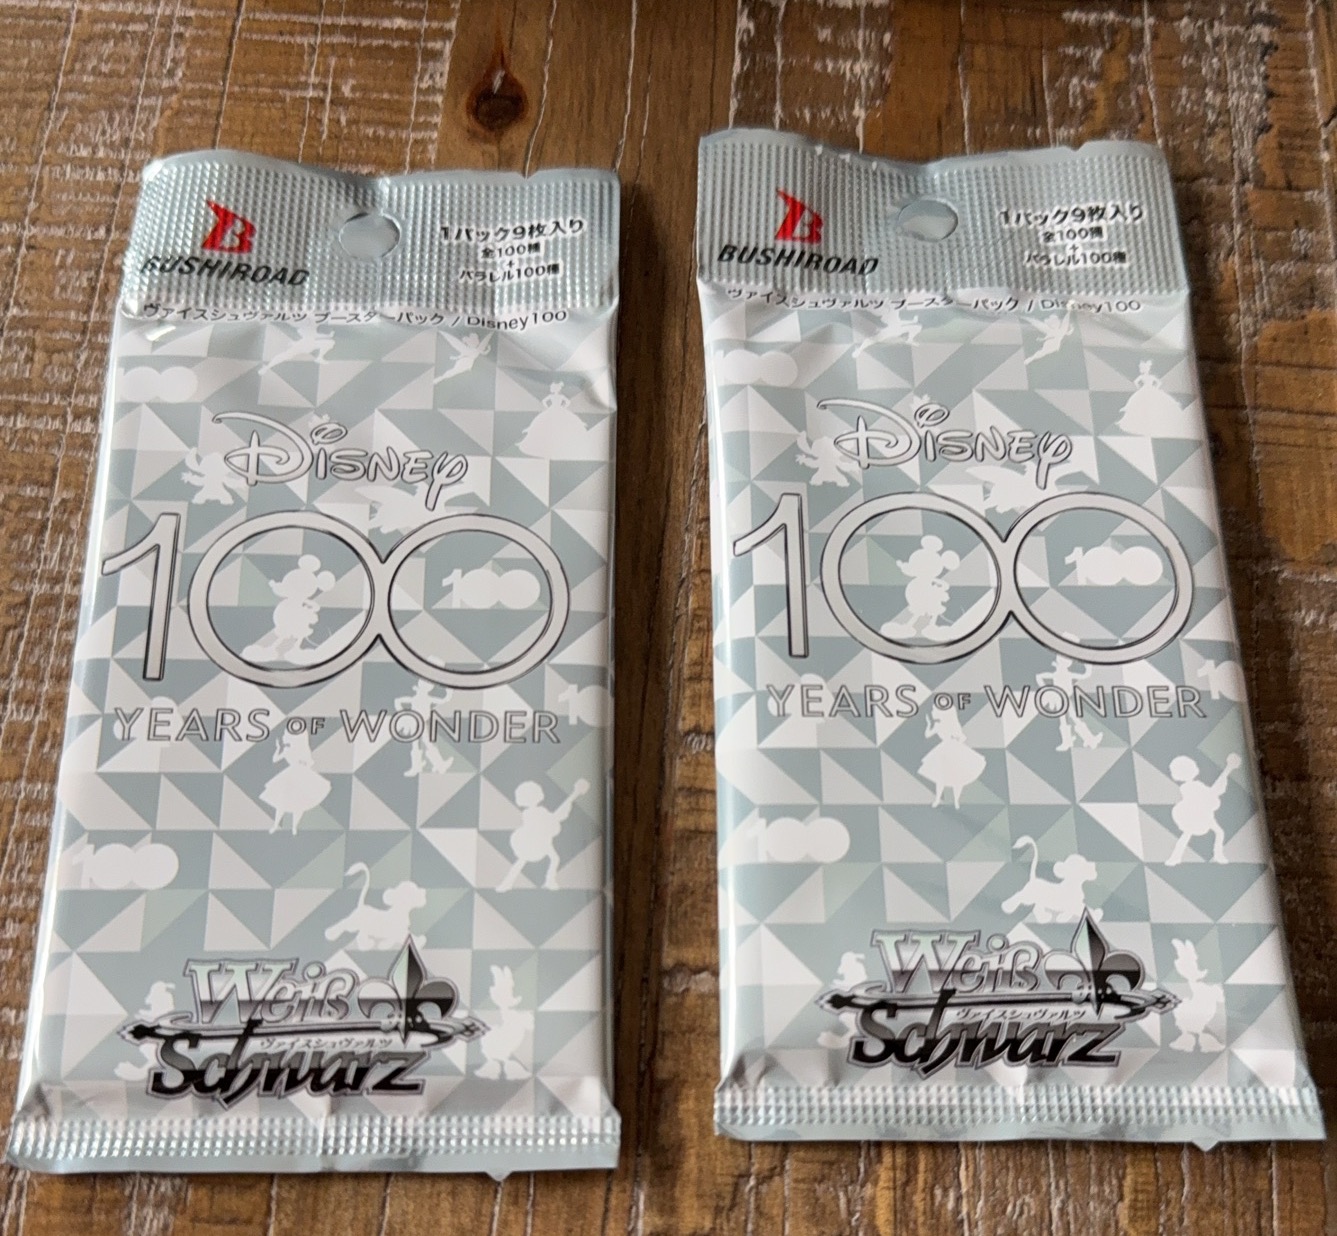 BUSHIROAD
1パック9枚入り
全100種
+
パラレル100種
ヴァイスシュヴァルツ ブースターパック / Disney100
Disney
100
100
100
YEARS OF WONDER
100
Weiß
ヴァイスシュヴァルツ
Schwarz
BUSHIROAD
1パック9枚入り
全100種
+
パラレル100種
ヴァイスシュヴァルツ ブースターパック / Disney100
100
Disney
100
100
YEARS OF WONDER
100
Weiß
ヴァイスシュヴァルツ
Schwarz